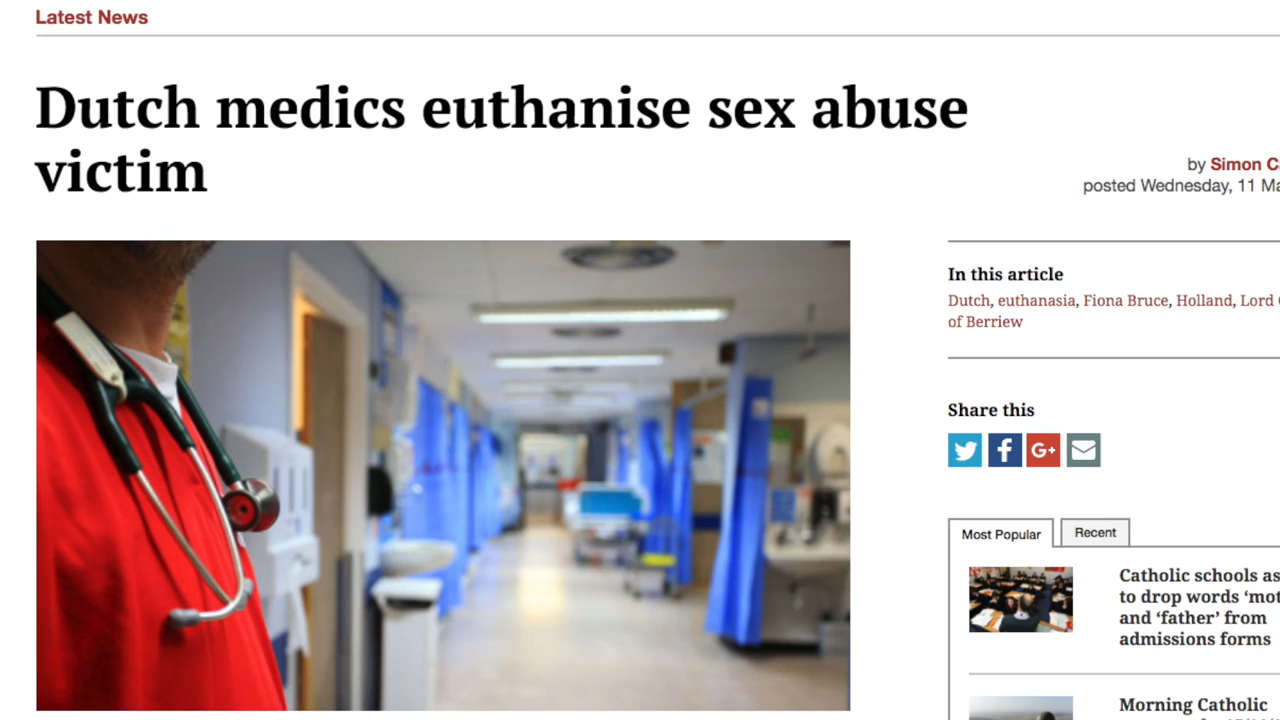 Latest News
Dutch medics euthanise sex abuse
victim
by Simon
posted Wednesday, 11
In this article
Dutch, euthanasia, Fiona Bruce, Holland, Lord
of Berriew
Share this
G+
Most Popular
Recent
Catholic schools
to drop words
and ‘father’ from
admissions forms
Morning Catholic